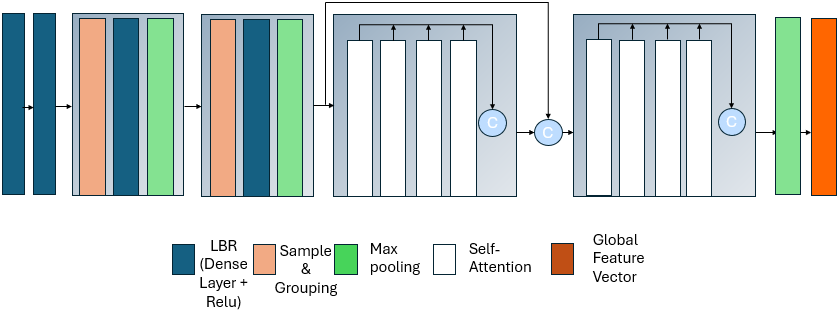 C
C
C
LBR
(Dense
Layer +
Relu)
Sample
&
Grouping
Max
pooling
Self-
Attention
Global
Feature
Vector